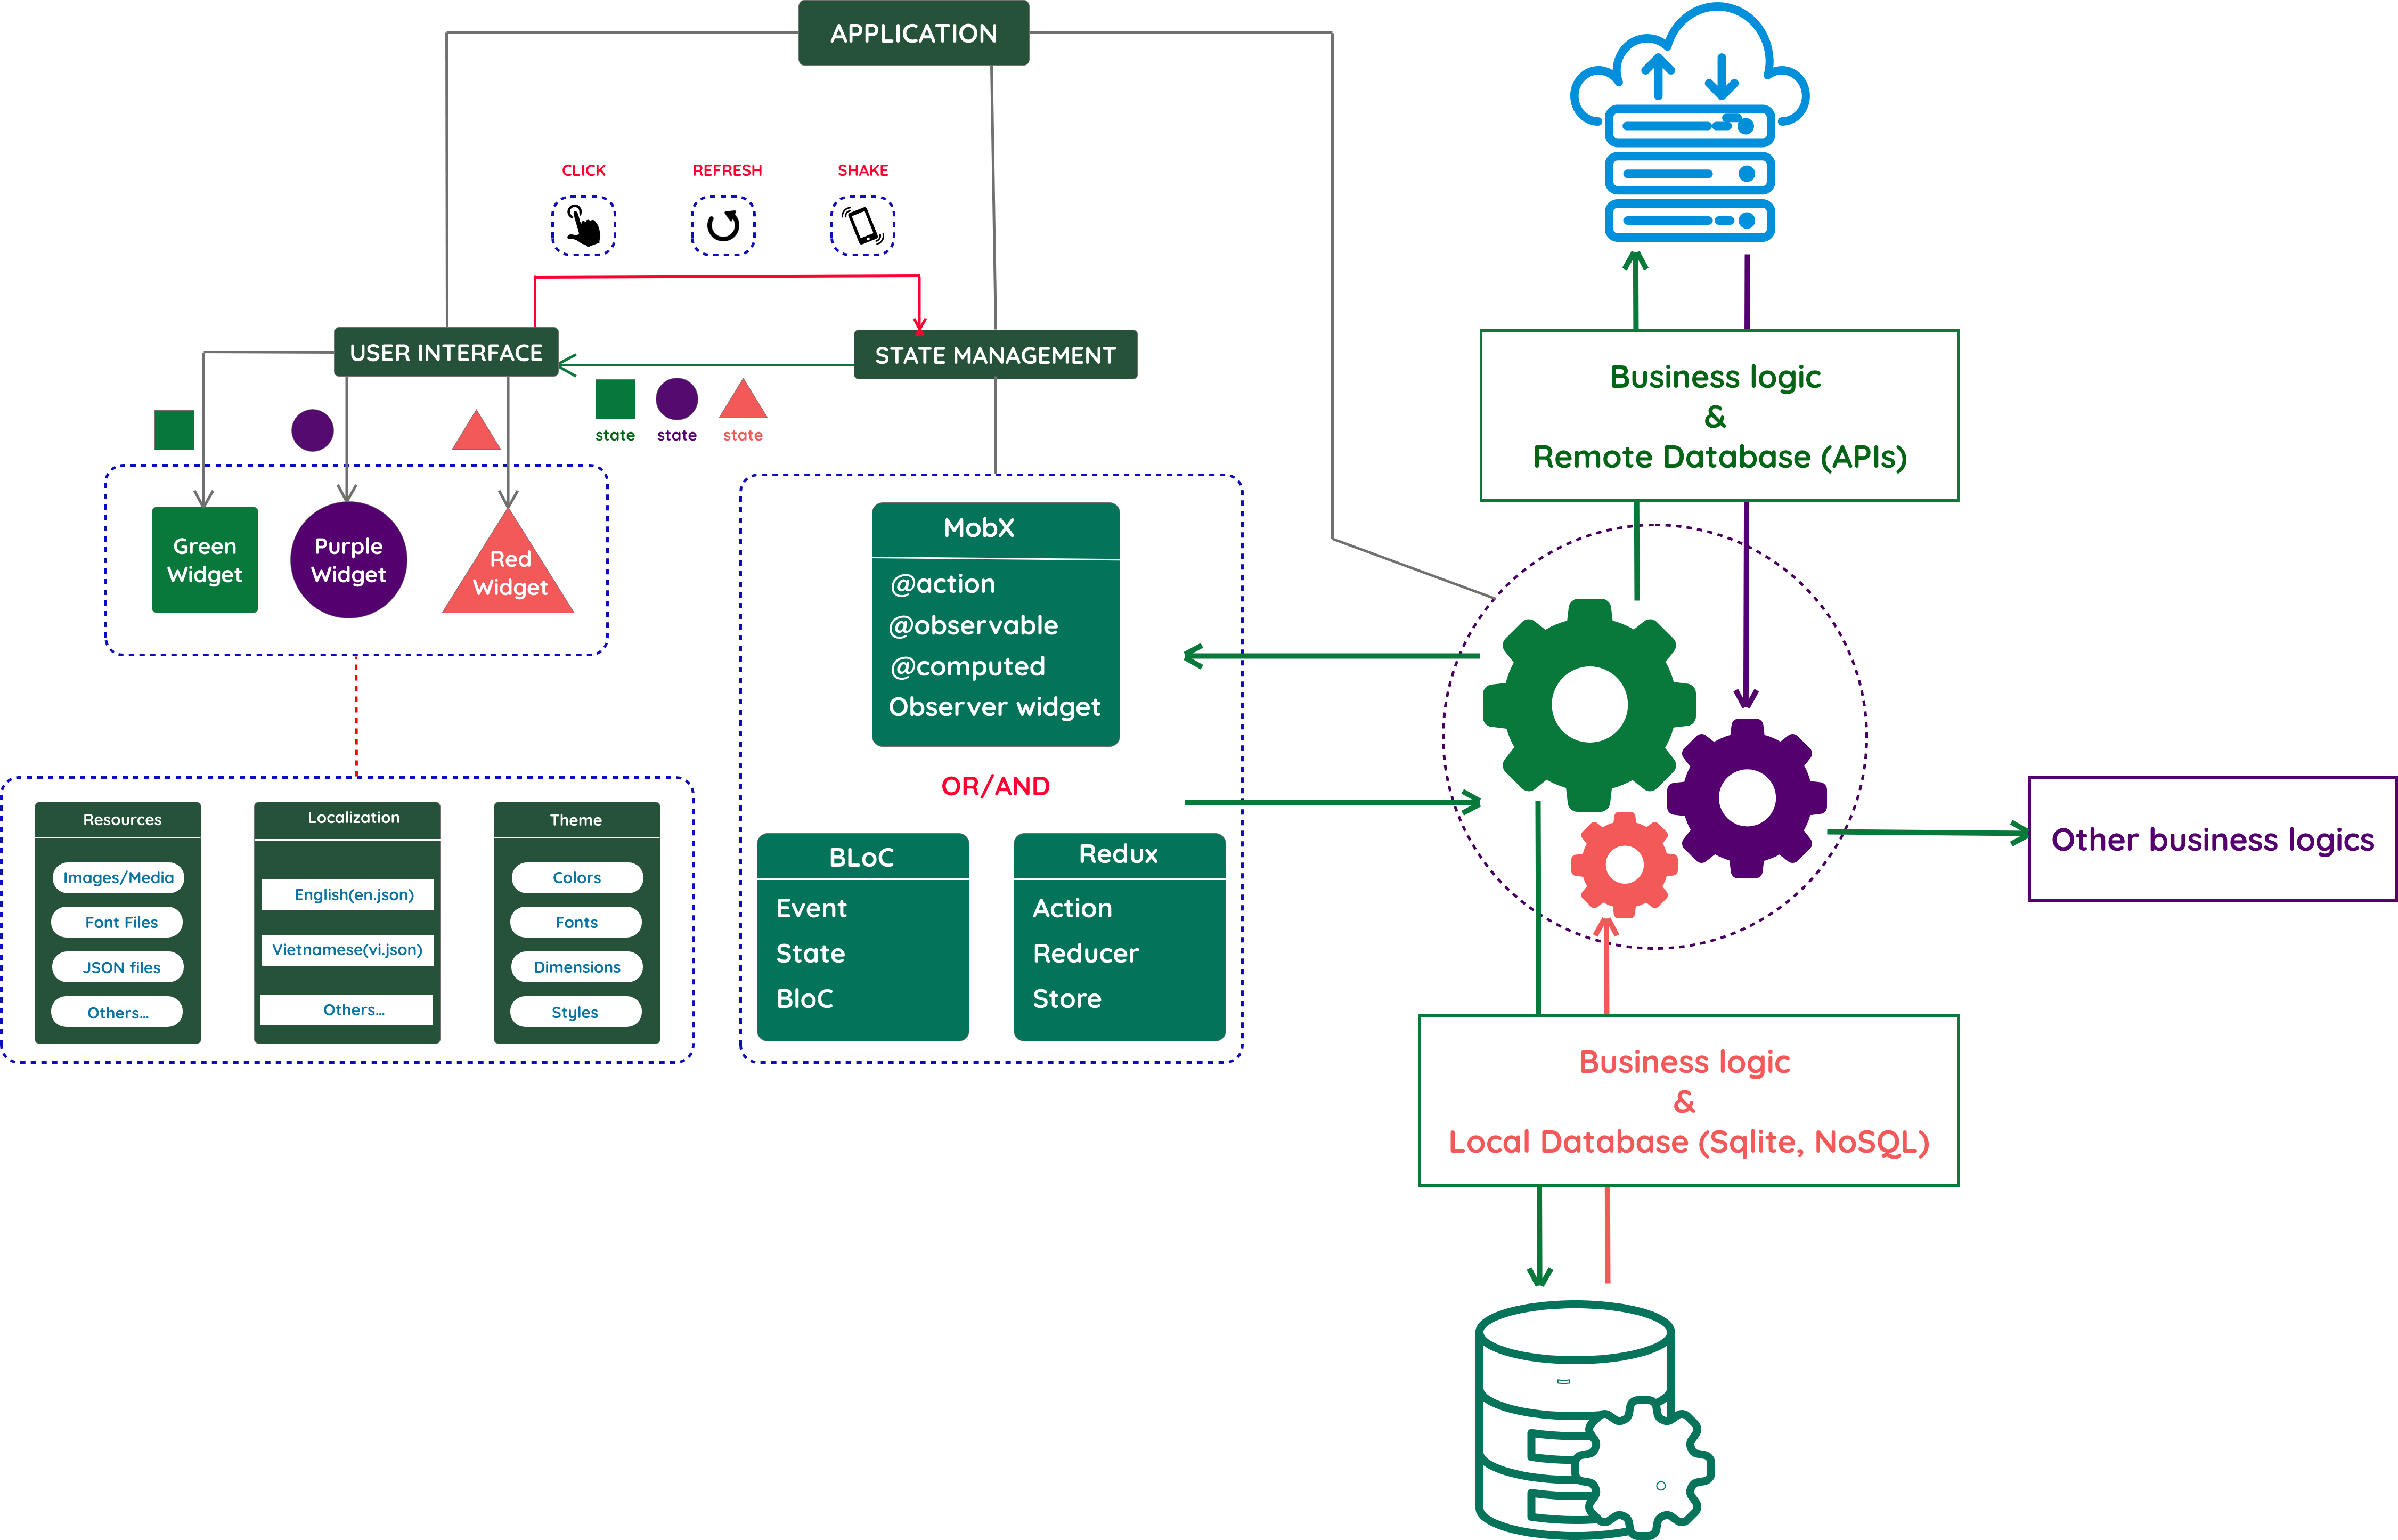 APPLICATION
CLICK
REFRESH
SHAKE
USER INTERFACE
STATE MANAGEMENT
state
state
state
Green
Widget
Purple
Widget
Red
Widget
Resources
Images/Media
Font Files
JSON files
Others...
Localization
English(en.json)
Vietnamese(vi.json)
Others...
Theme
Colors
Fonts
Dimensions
Styles
MobX
@action
@observable
@computed
Observer widget
OR/AND
BLoC
Event
State
BloC
Redux
Action
Reducer
Store
Business logic
&
Remote Database (APIs)
Other business logics
Business logic
&
Local Database (Sqlite, NoSQL)